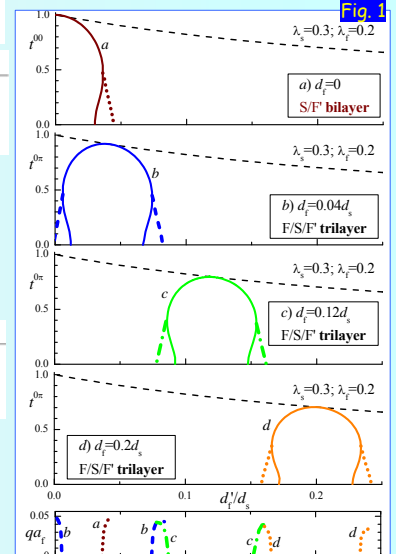 Fig. 1
1.0
t⁰⁰
a
λs=0.3; λf=0.2
0.5
a) df=0
S/F' bilayer
0.0
1.0
t⁰π
b
λs=0.3; λf=0.2
0.5
b) df=0.04ds
F/S/F' trilayer
0.0
1.0
t⁰π
c
λs=0.3; λf=0.2
0.5
c) df=0.12ds
F/S/F' trilayer
0.0
1.0
t⁰π
d
λs=0.3; λf=0.2
0.5
d) df=0.2ds
F/S/F' trilayer
0.0
0.0 0.1 0.2
df'/ds
0.05
qaf
b a b c c d d